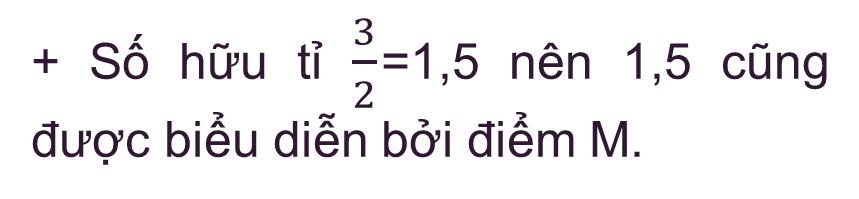 + Số hữu tỉ 3/2=1,5 nên 1,5 cũng
được biểu diễn bởi điểm M.